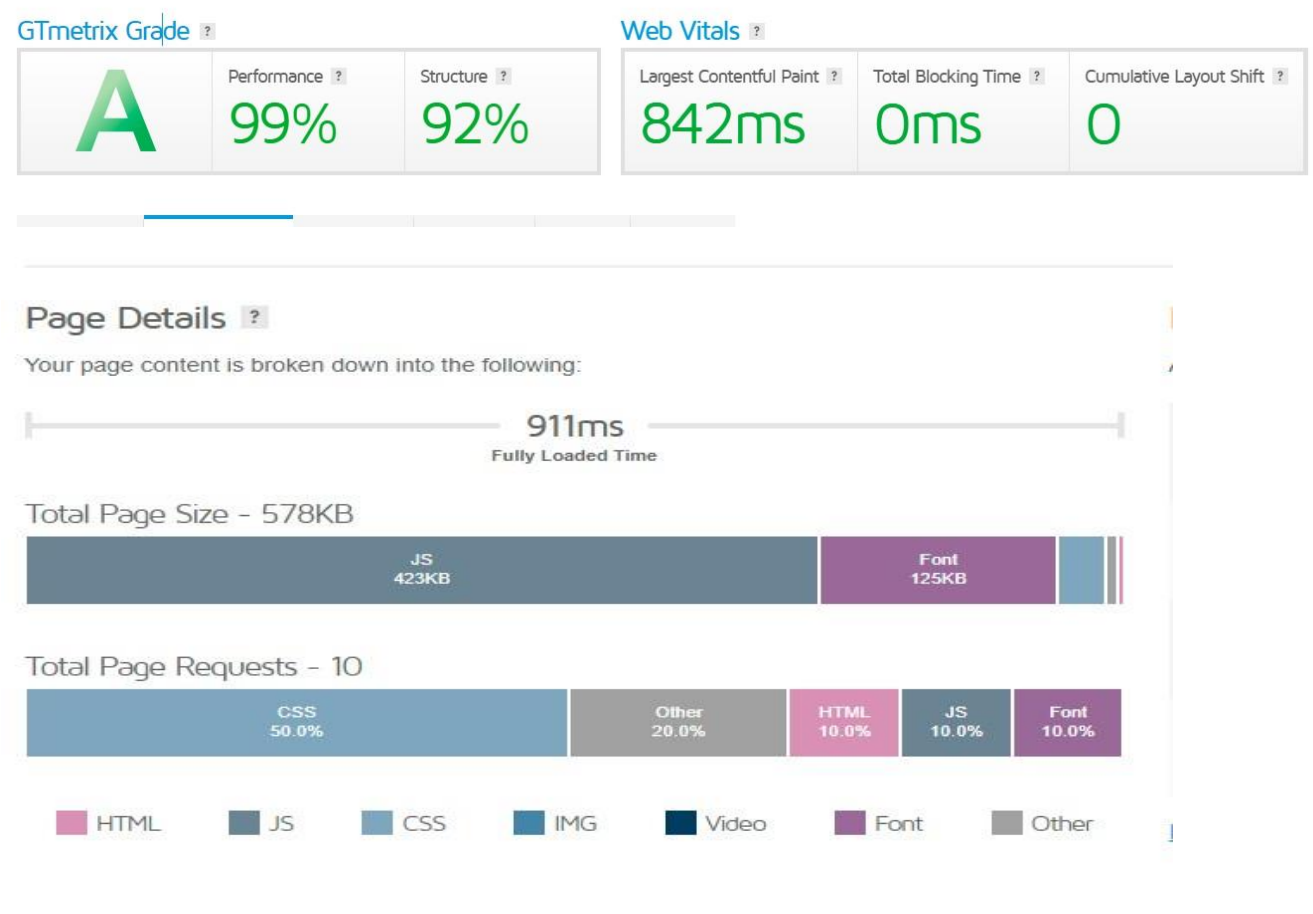 GTmetrix Grade ?
Web Vitals ?
A
Performance ?
99%
Structure ?
92%
Largest Contentful Paint ?
842ms
Total Blocking Time ?
0ms
Cumulative Layout Shift ?
0
Page Details ?
Your page content is broken down into the following:
911ms
Fully Loaded Time
Total Page Size - 578KB
JS
423KB
Font
125KB
Total Page Requests - 10
CSS
50.0%
Other
20.0%
HTML
10.0%
JS
10.0%
Font
10.0%
HTML JS CSS IMG Video Font Other